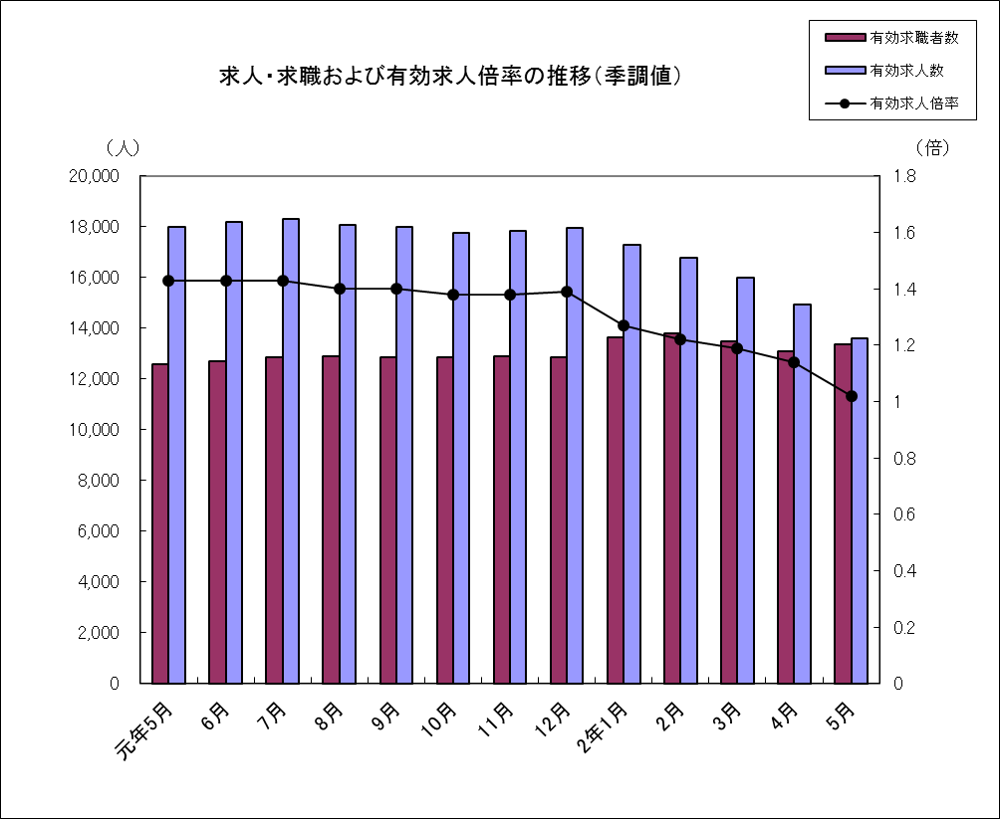 求人・求職および有効求人倍率の推移（季調値）
有効求職者数
有効求人数
有効求人倍率
（人）
（倍）
20,000
18,000
16,000
14,000
12,000
10,000
8,000
6,000
4,000
2,000
0
1.8
1.6
1.4
1.2
1
0.8
0.6
0.4
0.2
0
元年5月
6月
7月
8月
9月
10月
11月
12月
2年1月
2月
3月
4月
5月